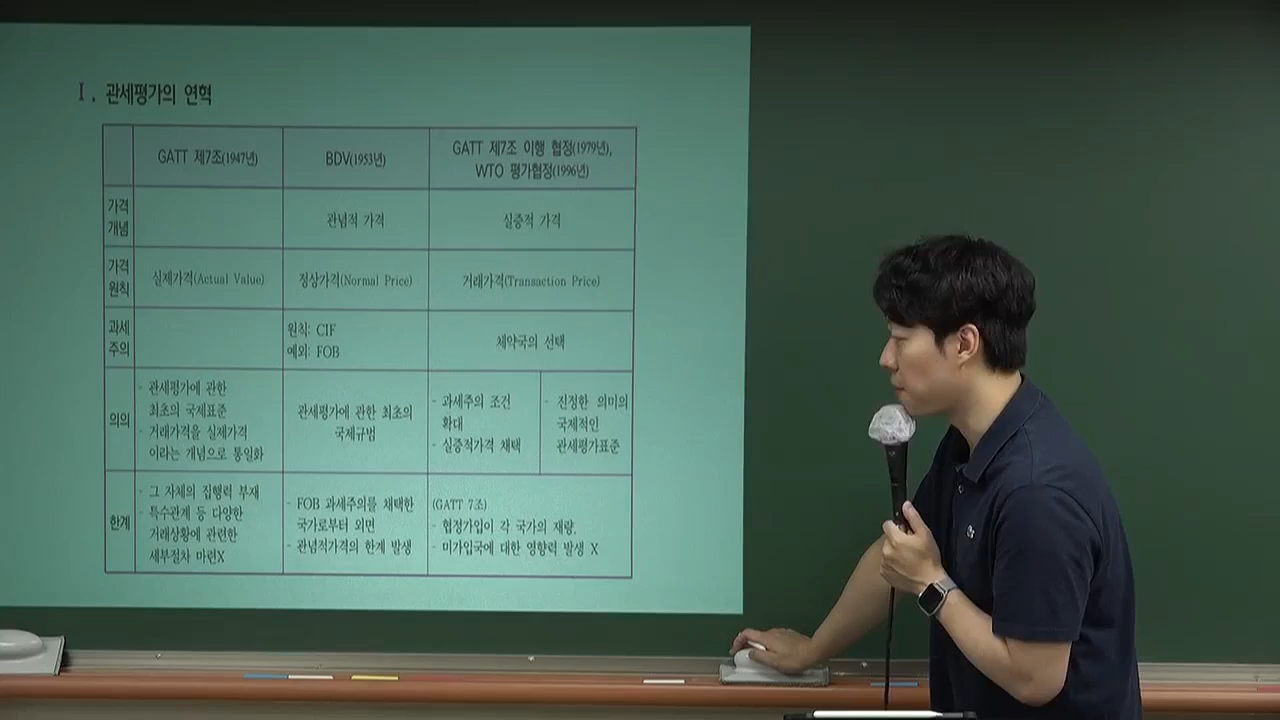 Ⅰ. 관세평가의 연혁
GATT 제7조(1947년)
BDV(1953년)
GATT 제7조 이행 협정(1979년),
WTO 평가협정(1996년)
가격
개념
관념적 가격
실증적 가격
가격
원칙
실제가격(Actual Value)
정상가격(Normal Price)
거래가격(Transaction Price)
과세
주의
원칙: CIF
예외: FOB
체약국의 선택
의의
- 관세평가에 관한
최초의 국제표준
- 거래가격을 실제가격
이라는 개념으로 통일화
관세평가에 관한 최초의
국제규범
- 과세주의 조건
확대
- 실증적가격 채택
- 진정한 의미의
국제적인
관세평가표준
한계
- 그 자체의 집행력 부재
- 특수관계 등 다양한
거래상황에 관련한
세부절차 마련X
- FOB 과세주의를 채택한
국가로부터 외면
- 관념적가격의 한계 발생
(GATT 7조)
- 협정가입이 각 국가의 재량,
- 미가입국에 대한 영향력 발생 X